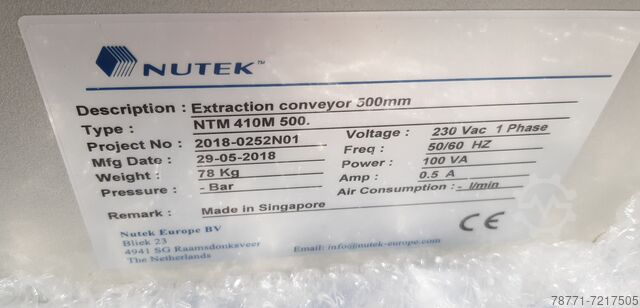 NUTEK™
Description : Extraction conveyor 500mm
Type : NTM 410M 500.
Project No : 2018-0252N01
Mfg Date : 29-05-2018
Weight : 78 Kg
Pressure : - Bar
Voltage : 230 Vac 1 Phase
Freq : 50/60 HZ
Power : 100 VA
Amp : 0.5 A
Air Consumption : - l/min
Remark : Made in Singapore
Nutek Europe BV
Bliek 23
4941 SG Raamsdonksveer
The Netherlands
Email: info@nutek-europe.com
CE
78771-7217505